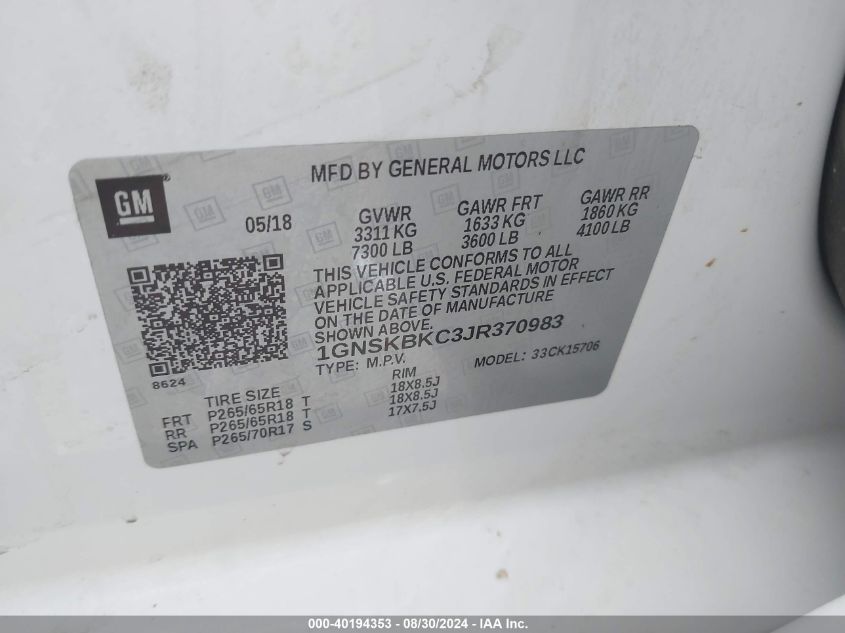 MFD BY GENERAL MOTORS LLC
GM®
05/18
GVWR
3311 KG
7300 LB
GAWR FRT
1633 KG
3600 LB
GAWR RR
1860 KG
4100 LB
THIS VEHICLE CONFORMS TO ALL
APPLICABLE U.S. FEDERAL MOTOR
VEHICLE SAFETY STANDARDS IN EFFECT
ON THE DATE OF MANUFACTURE
SHOWN ABOVE.
1GNSKBKC3JR370983
TYPE: M.P.V. MODEL: 33CK15706
8624
TIRE SIZE RIM
FRT P265/65R18 T 18X8.5J
RR P265/65R18 T 18X8.5J
SPA P265/70R17 S 17X7.5J
000-40194353 - 08/30/2024 - IAA Inc.